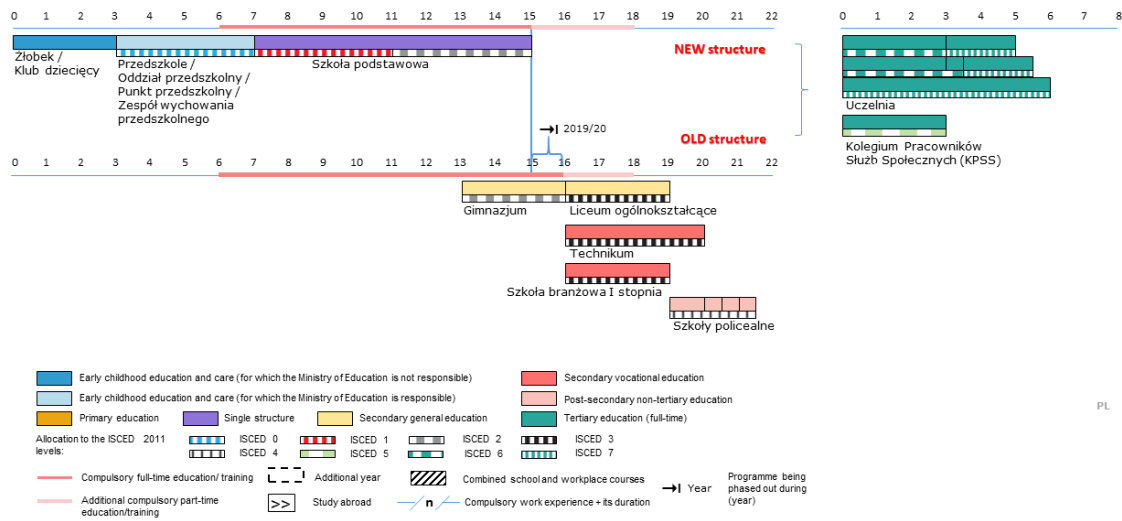 0 1 2 3 4 5 6 7 8 9 10 11 12 13 14 15 16 17 18 19 20 21 22
0 1 2 3 4 5 6 7 8
NEW structure
Żłobek /
Klub dziecięcy
Przedszkole /
Oddział przedszkolny /
Punkt przedszkolny /
Zespół wychowania
przedszkolnego
Szkoła podstawowa
Uczelnia
Kolegium Pracowników
Służb Społecznych (KPSS)
2019/20
OLD structure
0 1 2 3 4 5 6 7 8 9 10 11 12 13 14 15 16 17 18 19 20 21 22
Gimnazjum
Liceum ogólnokształcące
Technikum
Szkoła branżowa I stopnia
Szkoły policealne
Early childhood education and care (for which the Ministry of Education is not responsible)
Secondary vocational education
Early childhood education and care (for which the Ministry of Education is responsible)
Post-secondary non-tertiary education
PL
Primary education
Single structure
Secondary general education
Tertiary education (full-time)
Allocation to the ISCED 2011
levels:
ISCED 0
ISCED 1
ISCED 2
ISCED 3
ISCED 4
ISCED 5
ISCED 6
ISCED 7
Compulsory full-time education/ training
Additional year
Combined school and workplace courses
Year
Programme being
phased out during
(year)
Additional compulsory part-time
education/training
>>
Study abroad
n
Compulsory work experience + its duration